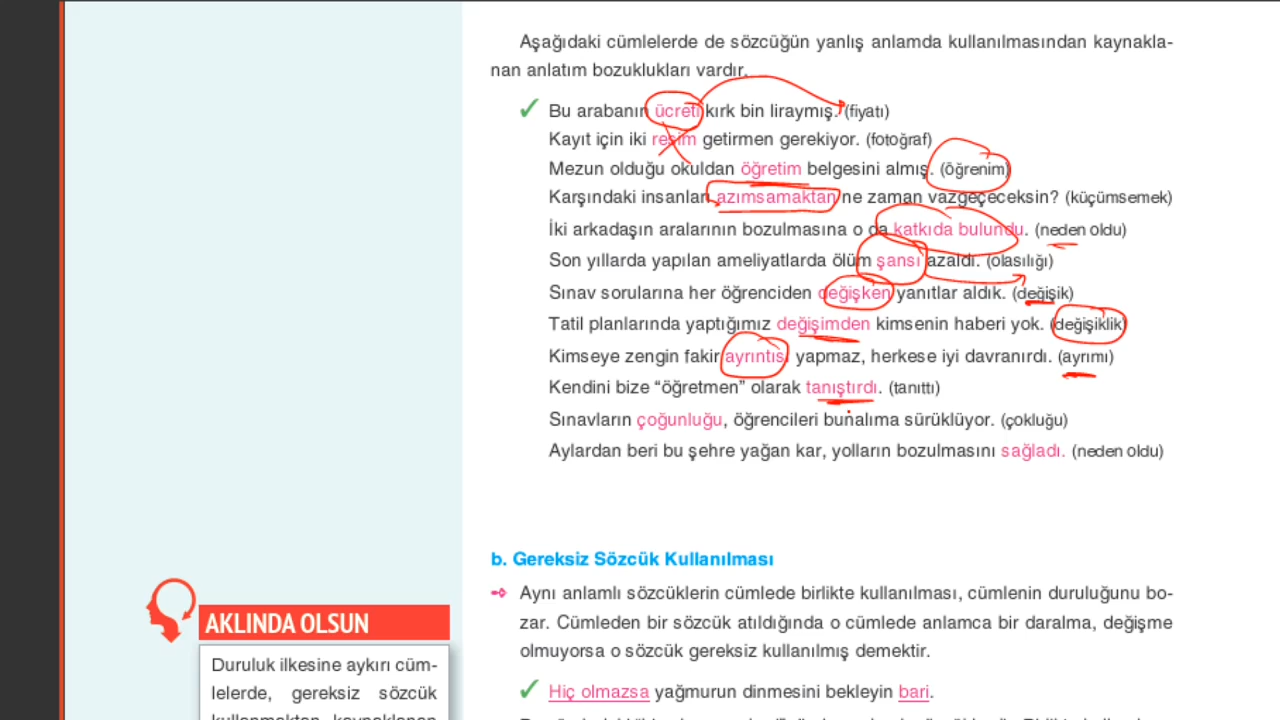 Aşağıdaki cümlelerde de sözcüğün yanlış anlamda kullanılmasından kaynakla-
nan anlatım bozuklukları vardır.
Bu arabanın ücreti kırk bin liraymış. (fiyatı)
Kayıt için iki resim getirmen gerekiyor. (fotoğraf)
Mezun olduğu okuldan öğretim belgesini almış. (öğrenim)
Karşındaki insanları azımsamaktan ne zaman vazgeçeceksin? (küçümsemek)
İki arkadaşın aralarının bozulmasına o da katkıda bulundu. (neden oldu)
Son yıllarda yapılan ameliyatlarda ölüm şansı azaldı. (olasılığı)
Sınav sorularına her öğrenciden değişken yanıtlar aldık. (değişik)
Tatil planlarında yaptığımız değişimden kimsenin haberi yok. (değişiklik)
Kimseye zengin fakir ayrıntısı yapmaz, herkese iyi davranırdı. (ayrımı)
Kendini bize “öğretmen” olarak tanıştırdı. (tanıttı)
Sınavların çoğunluğu, öğrencileri bunalıma sürüklüyor. (çokluğu)
Aylardan beri bu şehre yağan kar, yolların bozulmasını sağladı. (neden oldu)
b. Gereksiz Sözcük Kullanılması
Aynı anlamlı sözcüklerin cümlede birlikte kullanılması, cümlenin duruluğunu bo-
zar. Cümleden bir sözcük atıldığında o cümlede anlamca bir daralma, değişme
olmuyorsa o sözcük gereksiz kullanılmış demektir.
Hiç olmazsa yağmurun dinmesini bekleyin bari.
AKLINDA OLSUN
Duruluk ilkesine aykırı cüm-
lelerde, gereksiz sözcük